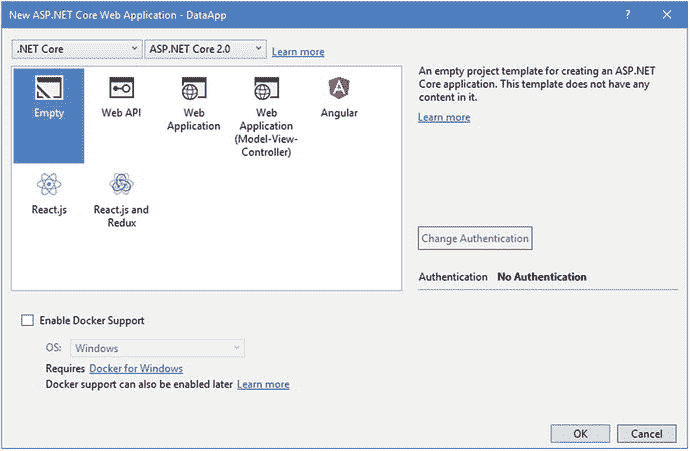 New ASP.NET Core Web Application - DataApp
.NET Core
ASP.NET Core 2.0
Learn more
Empty
Web API
Web
Application
Web
Application
(Model-View-
Controller)
Angular
React.js
React.js and
Redux
An empty project template for creating an ASP.NET
Core application. This template does not have any
content in it.
Learn more
Change Authentication
Authentication No Authentication
Enable Docker Support
OS: Windows
Requires Docker for Windows
Docker support can also be enabled later Learn more
OK
Cancel